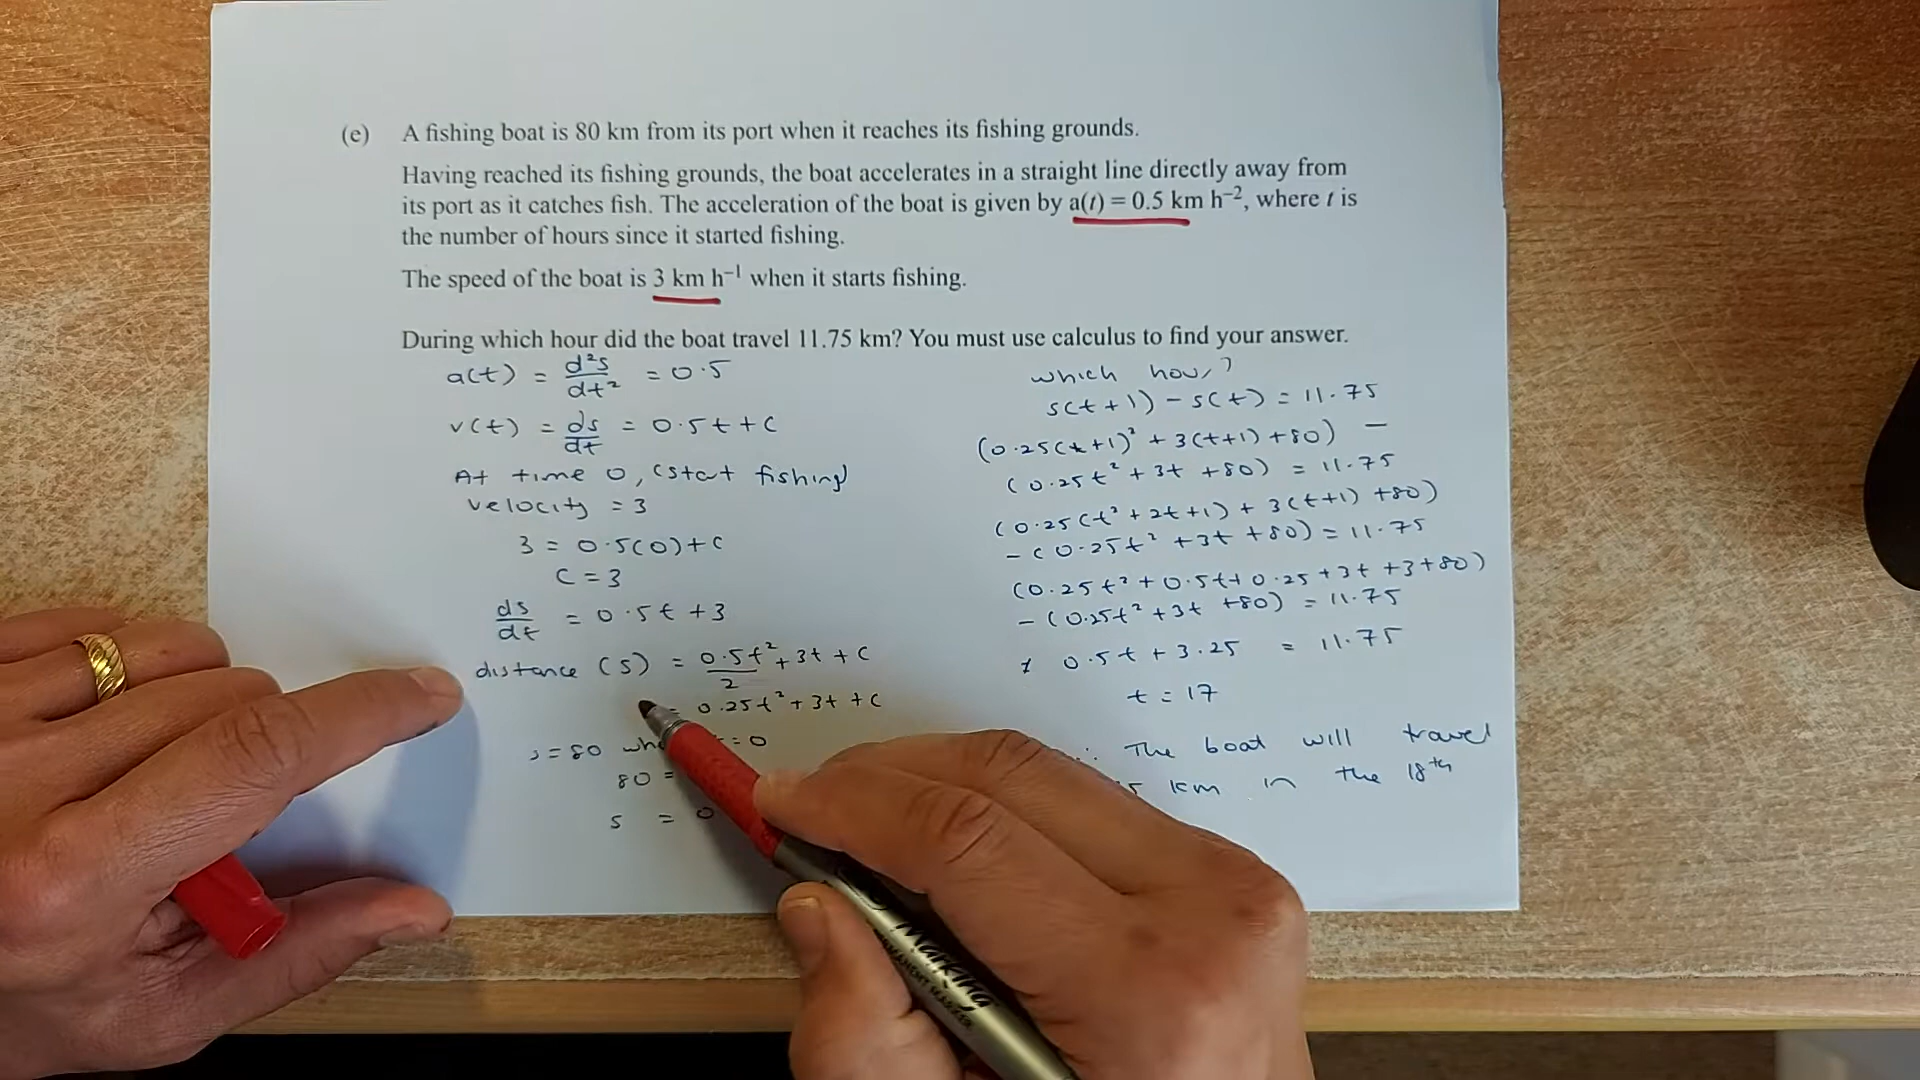 (e) A fishing boat is 80 km from its port when it reaches its fishing grounds.
Having reached its fishing grounds, the boat accelerates in a straight line directly away from
its port as it catches fish. The acceleration of the boat is given by a(t) = 0.5 km h⁻², where t is
the number of hours since it started fishing.
The speed of the boat is 3 km h⁻¹ when it starts fishing.
During which hour did the boat travel 11.75 km? You must use calculus to find your answer.
a(t) = d²s/dt² = 0.5
v(t) = ds/dt = 0.5t + c
At time 0, (start fishing)
velocity = 3
3 = 0.5(0)+c
c = 3
ds/dt = 0.5t + 3
distance (s) = 0.5t²/2 + 3t + c
= 0.25t² + 3t + c
s = 80 t = 0
80 =
s = 0
which hour?
s(t+1) - s(t) = 11.75
(0.25(t+1)² + 3(t+1) +80) -
(0.25t² + 3t +80) = 11.75
(0.25(t² + 2t +1) + 3(t+1) +80)
-(0.25t² +3t +80) = 11.75
(0.25t² + 0.5t + 0.25 + 3t + 3 + 80)
-(0.25t² +3t +80) = 11.75
0.5t + 3.25 = 11.75
t = 17
∴ The boat will travel
km in the 18th
Marking